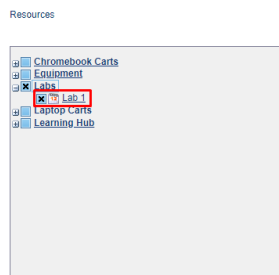 Resources
Chromebook Carts
Equipment
Labs
Lab 1
Laptop Carts
Learning Hub